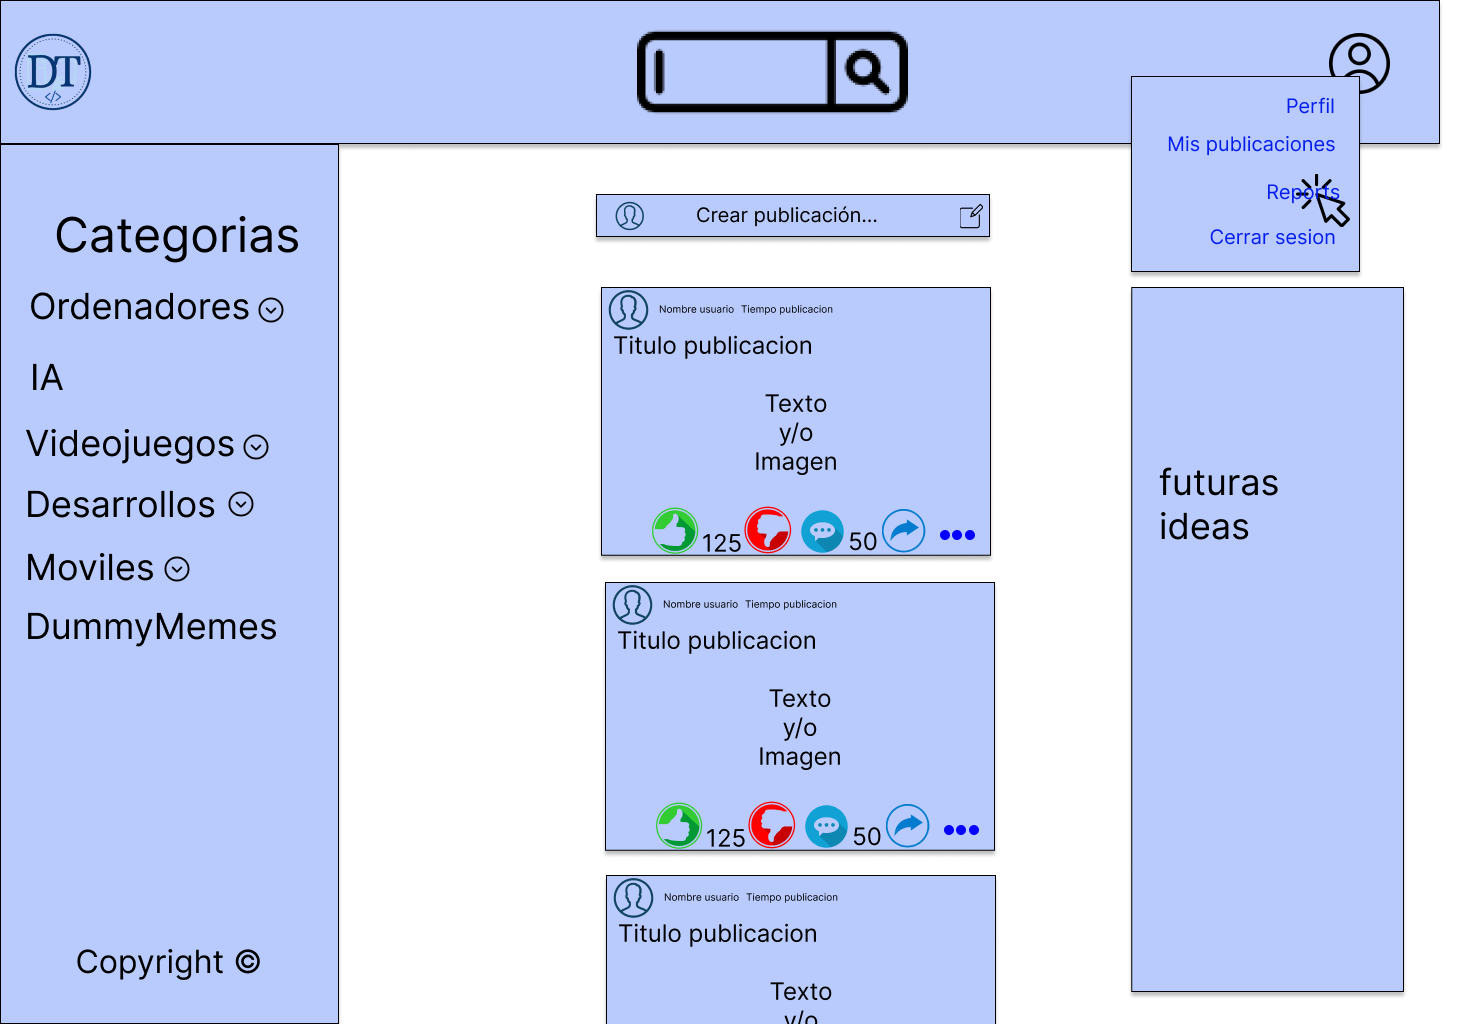 DT
</>
Perfil
Mis publicaciones
Reports
Cerrar sesion
Categorias
Ordenadores
IA
Videojuegos
Desarrollos
Moviles
DummyMemes
Copyright ©
Crear publicación...
Nombre usuario Tiempo publicacion
Titulo publicacion
Texto
y/o
Imagen
125 50
Nombre usuario Tiempo publicacion
Titulo publicacion
Texto
y/o
Imagen
125 50
Nombre usuario Tiempo publicacion
Titulo publicacion
Texto
y/o
futuras
ideas